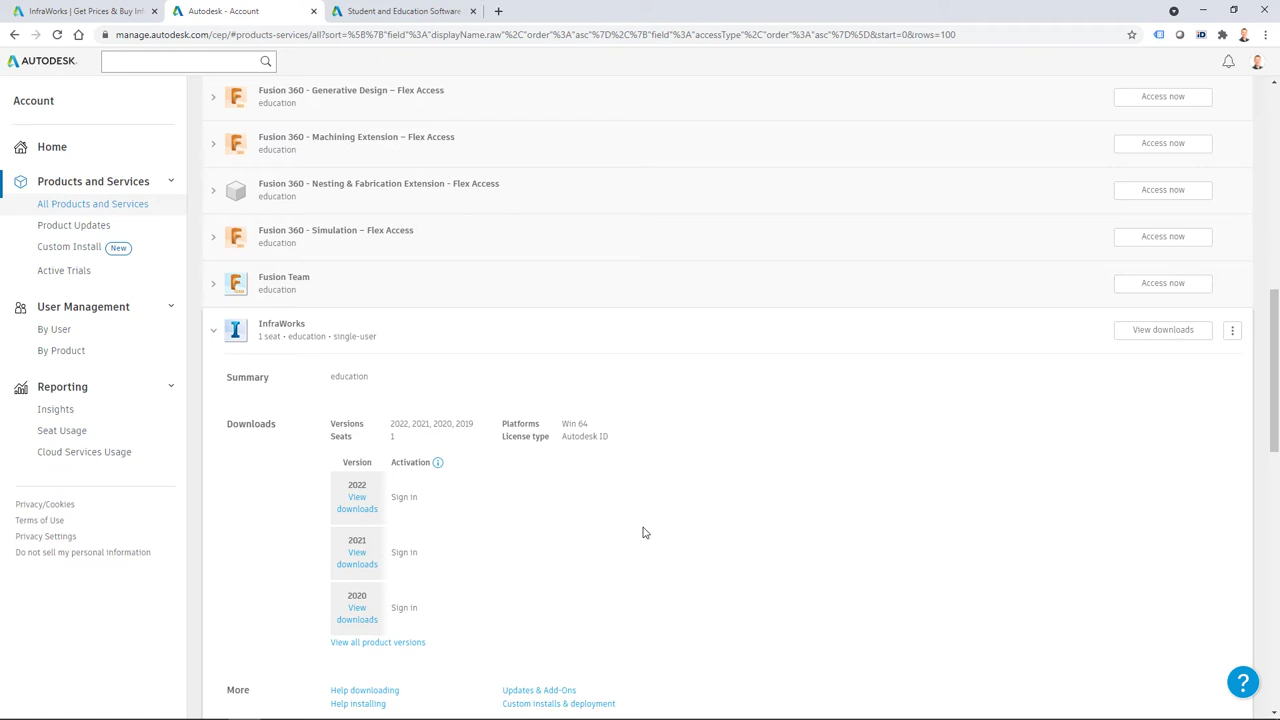 InfraWorks | Get Prices & Buy Inf
Autodesk - Account
Student and Education Software
manage.autodesk.com/cep/#products-services/all?sort=%5B%7B"field"%3A"displayName.raw"%2C"order"%3A"asc"%7D%2C%7B"field"%3A"accessType"%2C"order"%3A"asc"%7D%5D&start=0&rows=100
AUTODESK.
Account
Home
Products and Services
All Products and Services
Product Updates
Custom Install New
Active Trials
User Management
By User
By Product
Reporting
Insights
Seat Usage
Cloud Services Usage
Privacy/Cookies
Terms of Use
Privacy Settings
Do not sell my personal information
Fusion 360 - Generative Design – Flex Access
education
Access now
Fusion 360 - Machining Extension – Flex Access
education
Access now
Fusion 360 - Nesting & Fabrication Extension - Flex Access
education
Access now
Fusion 360 - Simulation – Flex Access
education
Access now
Fusion Team
education
Access now
InfraWorks
1 seat • education • single-user
View downloads
Summary education
Downloads Versions 2022, 2021, 2020, 2019 Platforms Win 64
Seats 1 License type Autodesk ID
Version Activation
2022
View downloads Sign in
2021
View downloads Sign in
2020
View downloads Sign in
View all product versions
More Help downloading Updates & Add-Ons
Help installing Custom installs & deployment
?